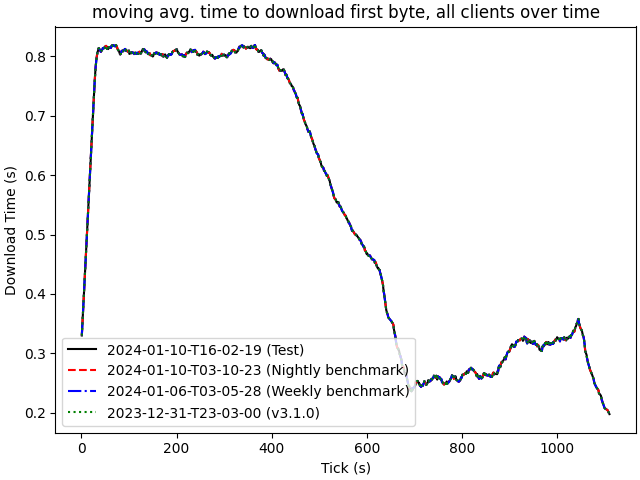 moving avg. time to download first byte, all clients over time
Download Time (s)
0.8
0.7
0.6
0.5
0.4
0.3
0.2
2024-01-10-T16-02-19 (Test)
2024-01-10-T03-10-23 (Nightly benchmark)
2024-01-06-T03-05-28 (Weekly benchmark)
2023-12-31-T23-03-00 (v3.1.0)
0 200 400 600 800 1000
Tick (s)